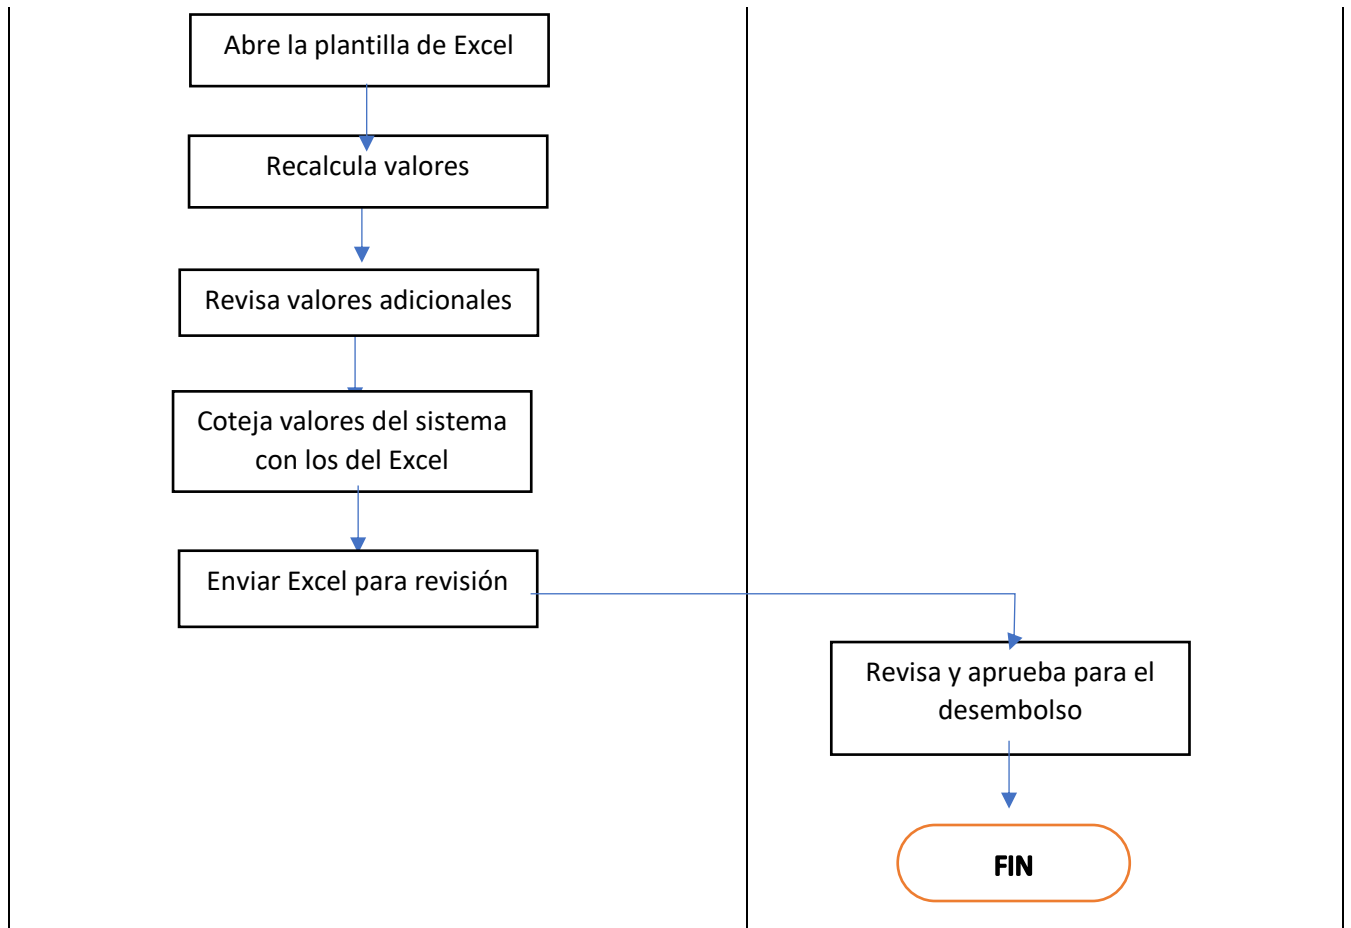 Abre la plantilla de Excel
Recalcula valores
Revisa valores adicionales
Coteja valores del sistema
con los del Excel
Enviar Excel para revisión
Revisa y aprueba para el
desembolso
FIN